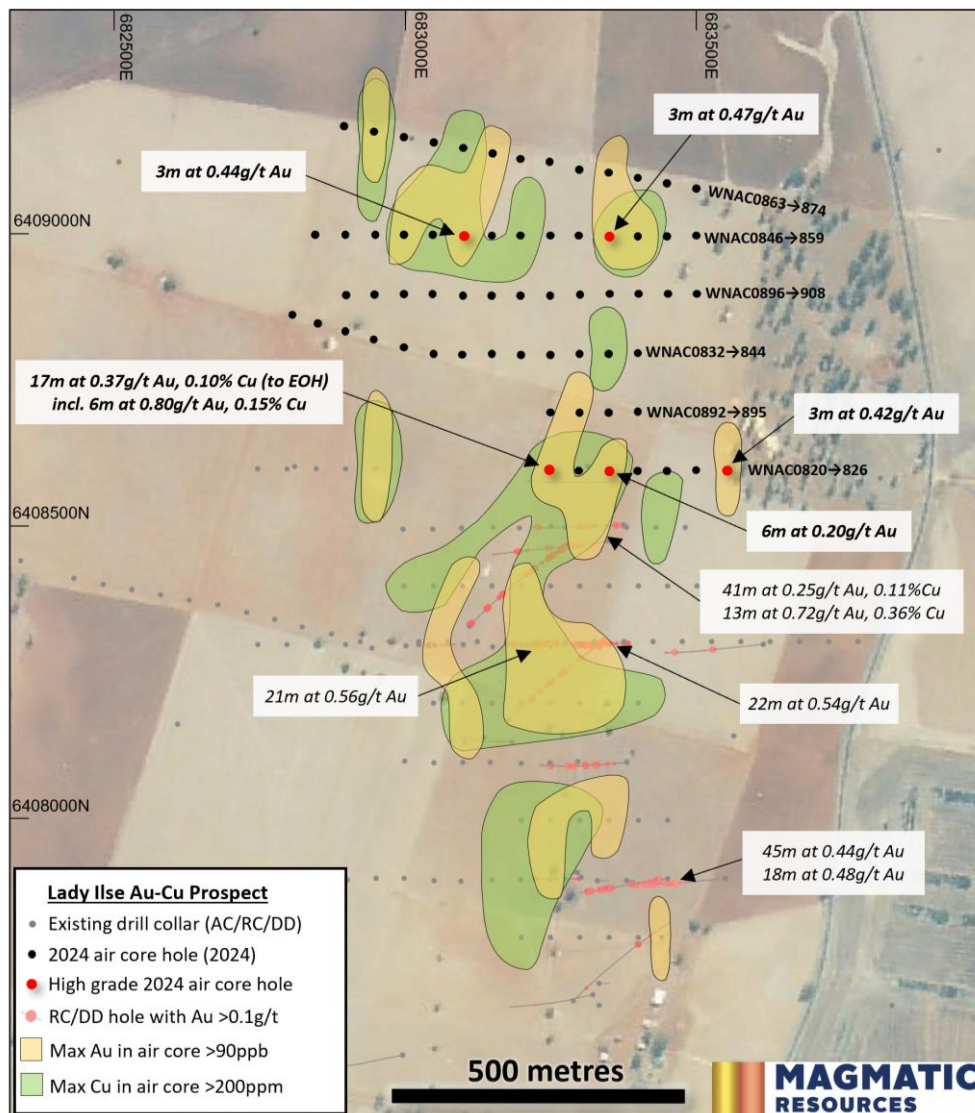 682500E
683000E
683500E
3m at 0.47g/t Au
3m at 0.44g/t Au
WNAC0863→874
6409000N
WNAC0846→859
WNAC0896→908
WNAC0832→844
17m at 0.37g/t Au, 0.10% Cu (to EOH)
incl. 6m at 0.80g/t Au, 0.15% Cu
WNAC0892→895
3m at 0.42g/t Au
WNAC0820→826
6408500N
6m at 0.20g/t Au
41m at 0.25g/t Au, 0.11%Cu
13m at 0.72g/t Au, 0.36% Cu
21m at 0.56g/t Au
22m at 0.54g/t Au
6408000N
45m at 0.44g/t Au
18m at 0.48g/t Au
Lady Ilse Au-Cu Prospect
Existing drill collar (AC/RC/DD)
2024 air core hole (2024)
High grade 2024 air core hole
RC/DD hole with Au >0.1g/t
Max Au in air core >90ppb
Max Cu in air core >200ppm
500 metres
MAGMATIC
RESOURCES